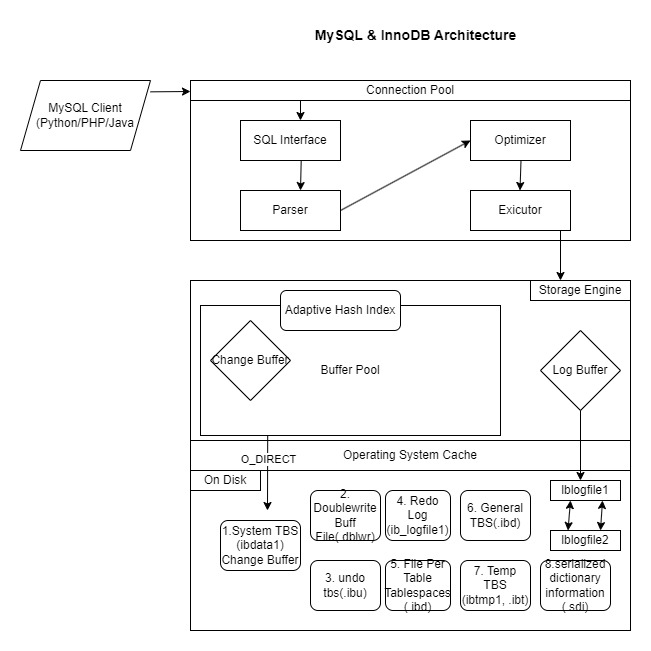 MySQL & InnoDB Architecture
MySQL Client
(Python/PHP/Java
Connection Pool
SQL Interface
Optimizer
Parser
Exicutor
Storage Engine
Adaptive Hash Index
Change Buffer
Buffer Pool
Log Buffer
O_DIRECT
Operating System Cache
On Disk
1.System TBS
(ibdata1)
Change Buffer
2.
Doublewrite
Buff
File(.dblwr)
4. Redo
Log
(ib_logfile1)
6. General
TBS(.ibd)
Iblogfile1
Iblogfile2
3. undo
tbs(.ibu)
5. File Per
Table
Tablespaces
(.ibd)
7. Temp
TBS
(ibtmp1, .ibt)
8.serialized
dictionary
information
(.sdi)